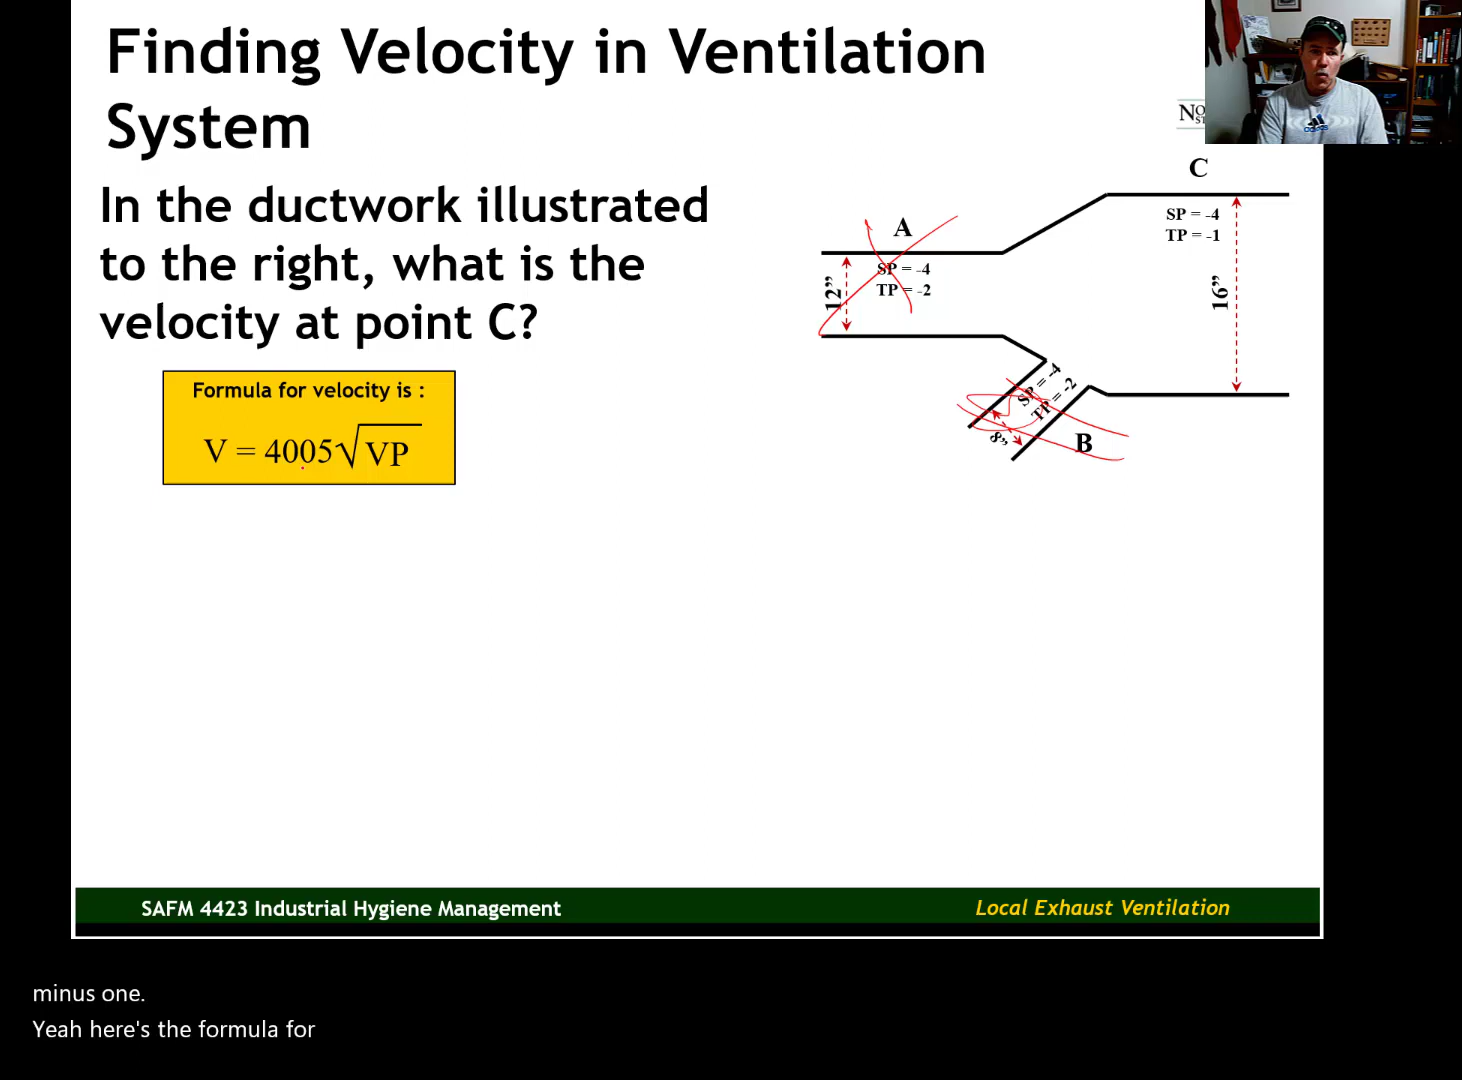 Finding Velocity in Ventilation
System
In the ductwork illustrated
to the right, what is the
velocity at point C?
Formula for velocity is :
V = 4005√VP
A
SP = -4
TP = -2
12”
SP = -4
TP = -2
8”
B
C
SP = -4
TP = -1
16”
SAFM 4423 Industrial Hygiene Management
Local Exhaust Ventilation
minus one.
Yeah here's the formula for